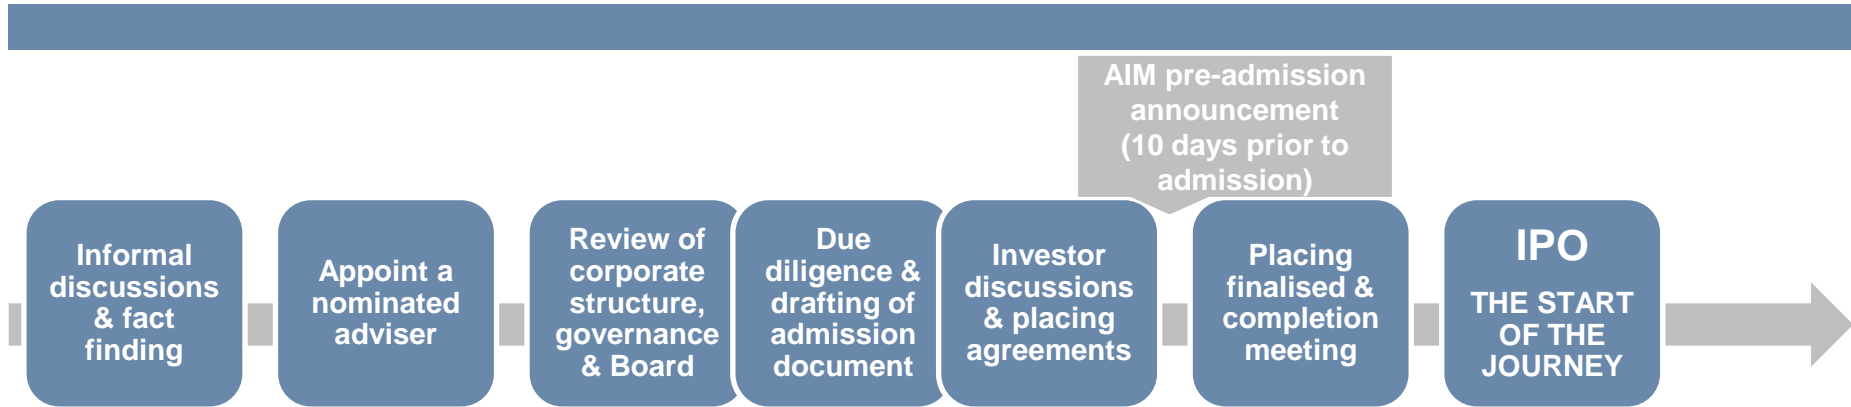 AIM pre-admission
announcement
(10 days prior to
admission)
Informal
discussions
& fact
finding
Appoint a
nominated
adviser
Review of
corporate
structure,
governance
& Board
Due
diligence &
drafting of
admission
document
Investor
discussions
& placing
agreements
Placing
finalised &
completion
meeting
IPO
THE START
OF THE
JOURNEY